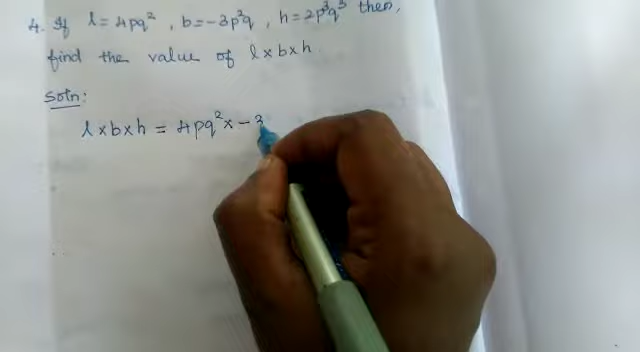 4. If l = 4pq², b = -3p²q, h = 2p³q³ then,
find the value of l × b × h
Soln:
l × b × h = 4pq² × -3